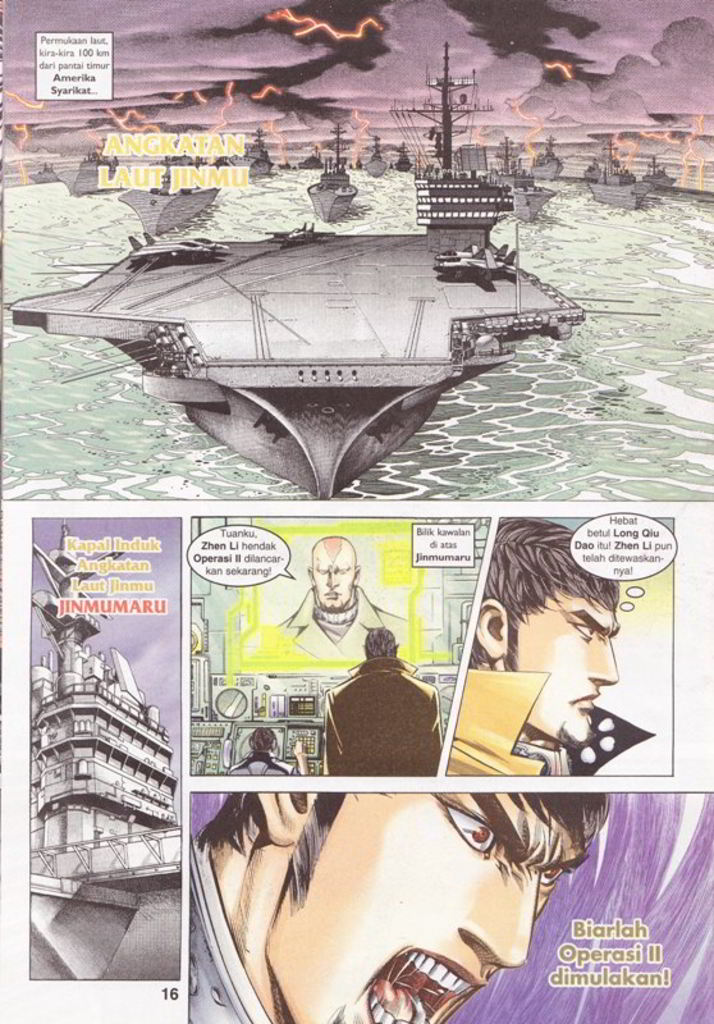 Permukaan laut,
kira-kira 100 km
dari pantai timur
Amerika
Syarikat...
ANGKATAN
LAUT JINMU
Kapal Induk
Angkatan
Laut Jinmu
JINMUMARU
Tuanku,
Zhen Li hendak
Operasi II dilancar-
kan sekarang!
Bilik kawalan
di atas
Jinmumaru
Hebat
betul Long Qiu
Dao itu! Zhen Li pun
telah ditewaskan-
nya!
Biarlah
Operasi II
dimulakan!
16